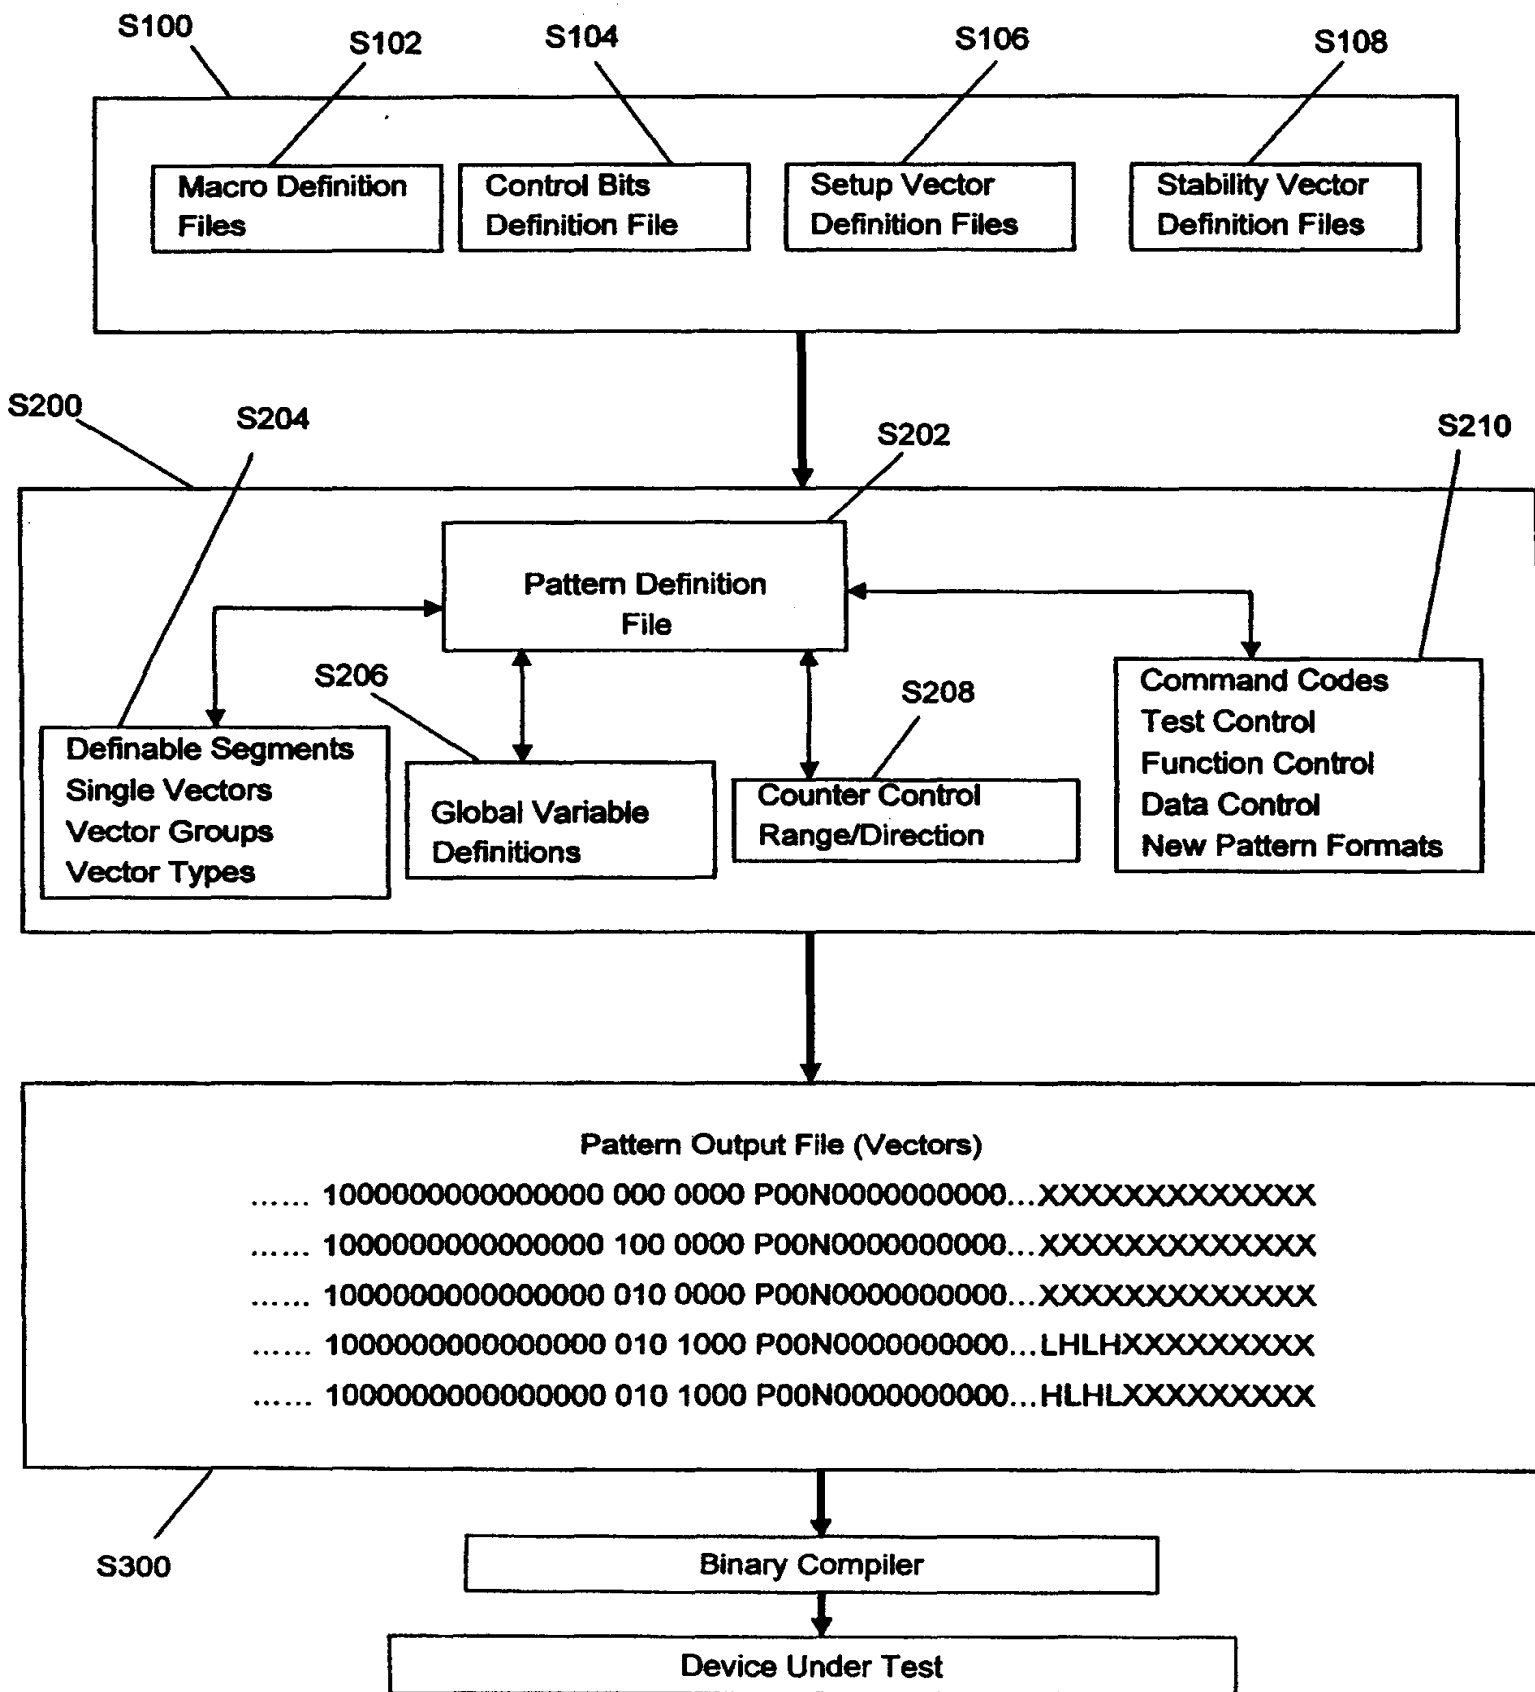 S100
S102
S104
S106
S108
Macro Definition
Files
Control Bits
Definition File
Setup Vector
Definition Files
Stability Vector
Definition Files
S200
S204
S202
S210
Pattern Definition
File
S206
S208
Definable Segments
Single Vectors
Vector Groups
Vector Types
Global Variable
Definitions
Counter Control
Range/Direction
Command Codes
Test Control
Function Control
Data Control
New Pattern Formats
Pattern Output File (Vectors)
...... 1000000000000000 000 0000 P00N0000000000...XXXXXXXXXXXXX
...... 1000000000000000 100 0000 P00N0000000000...XXXXXXXXXXXXX
...... 1000000000000000 010 0000 P00N0000000000...XXXXXXXXXXXXX
...... 1000000000000000 010 1000 P00N0000000000...LHLHXXXXXXXXX
...... 1000000000000000 010 1000 P00N0000000000...HLHLXXXXXXXXX
S300
Binary Compiler
Device Under Test